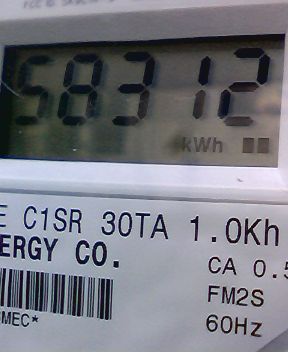 58312
kWh
E C1SR 30TA 1.0Kh
ERGY CO.
CA 0.5
FM2S
MEC*
60Hz